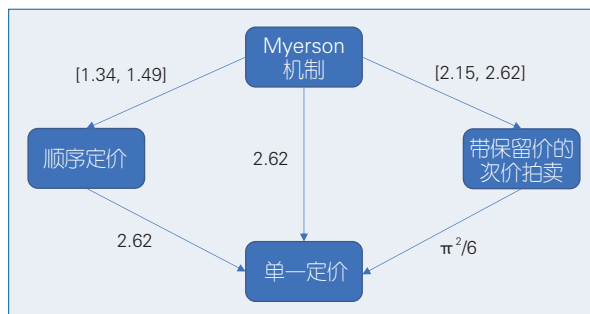 Myerson
机制
[1.34, 1.49]
[2.15, 2.62]
顺序定价
2.62
带保留价的
次价拍卖
2.62
π²/6
单一定价